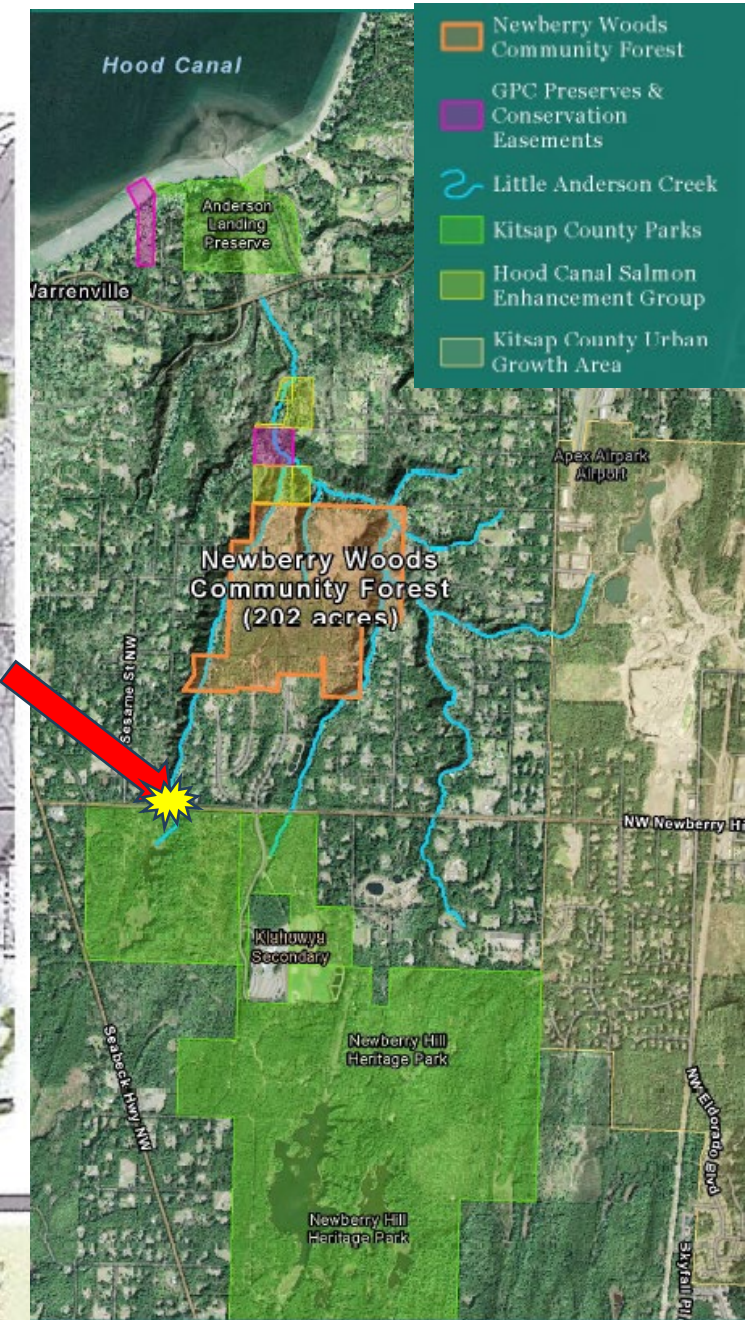 Newberry Woods
Community Forest
GPC Preserves &
Conservation
Easements
Little Anderson Creek
Kitsap County Parks
Hood Canal Salmon
Enhancement Group
Kitsap County Urban
Growth Area
Hood Canal
Anderson
Landing
Preserve
Warrenville
Apex Airpark
Airport
Newberry Woods
Community Forest
(202 acres)
Sesame St NW
NW Newberry Hi
Klahowya
Secondary
Seabeck Hwy NW
Newberry Hill
Heritage Park
NW Eldorado Blvd
Newberry Hill
Heritage Park
Skyfall Pl